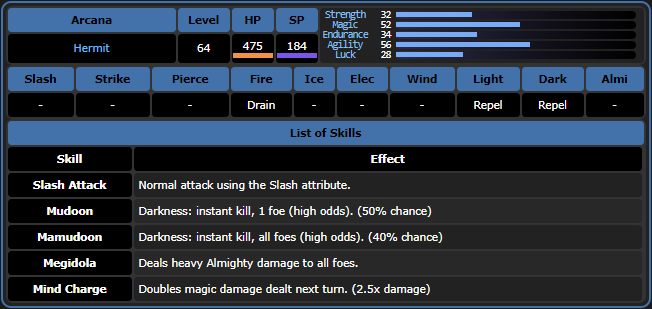 Arcana Level HP SP
Hermit 64 475 184
Strength 32
Magic 52
Endurance 34
Agility 56
Luck 28
Slash Strike Pierce Fire Ice Elec Wind Light Dark Almi
- - - Drain - - - Repel Repel -
List of Skills
Skill Effect
Slash Attack Normal attack using the Slash attribute.
Mudoon Darkness: instant kill, 1 foe (high odds). (50% chance)
Mamudoon Darkness: instant kill, all foes (high odds). (40% chance)
Megidola Deals heavy Almighty damage to all foes.
Mind Charge Doubles magic damage dealt next turn. (2.5x damage)